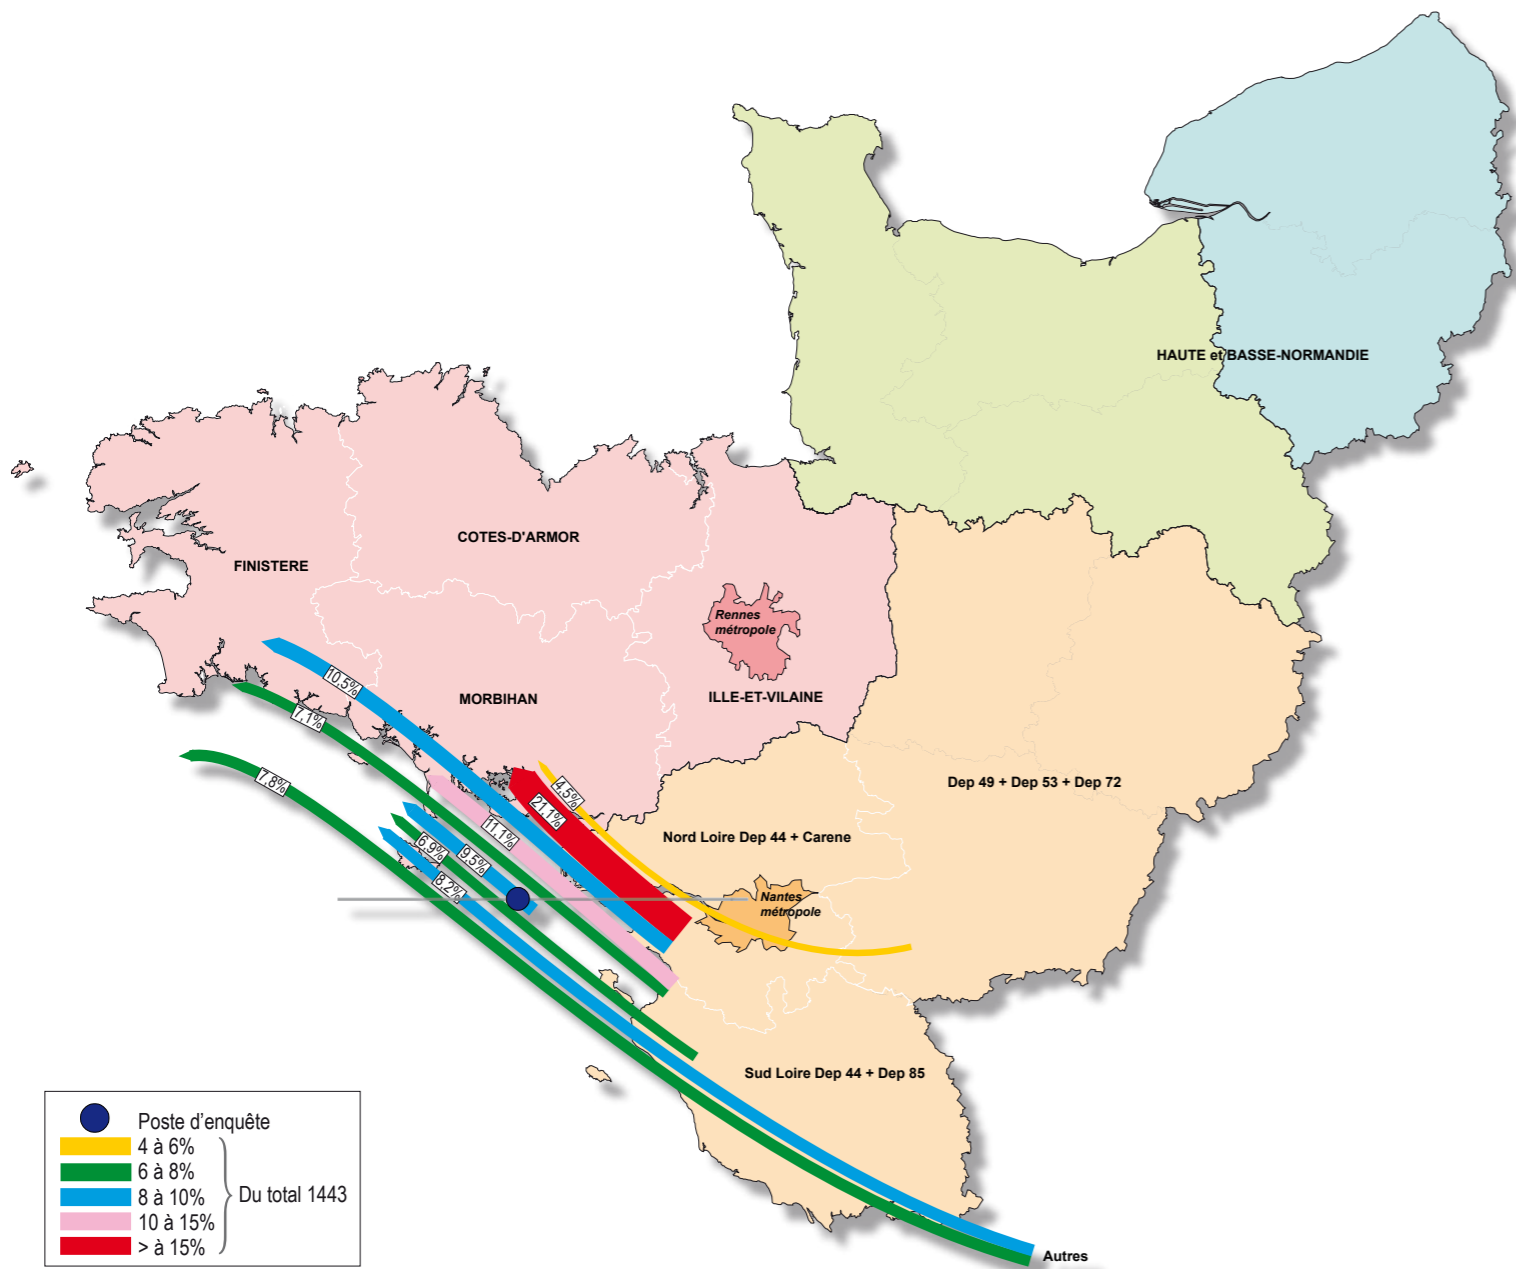 HAUTE et BASSE-NORMANDIE
COTES-D'ARMOR
FINISTERE
Rennes
métropole
MORBIHAN
ILLE-ET-VILAINE
10,5%
7,1%
7,8%
4,5%
21,1%
11,1%
9,5%
6,9%
8,2%
Dep 49 + Dep 53 + Dep 72
Nord Loire Dep 44 + Carene
Nantes
métropole
Sud Loire Dep 44 + Dep 85
Autres
Poste d’enquête
4 à 6%
6 à 8%
8 à 10%
10 à 15%
> à 15%
Du total 1443